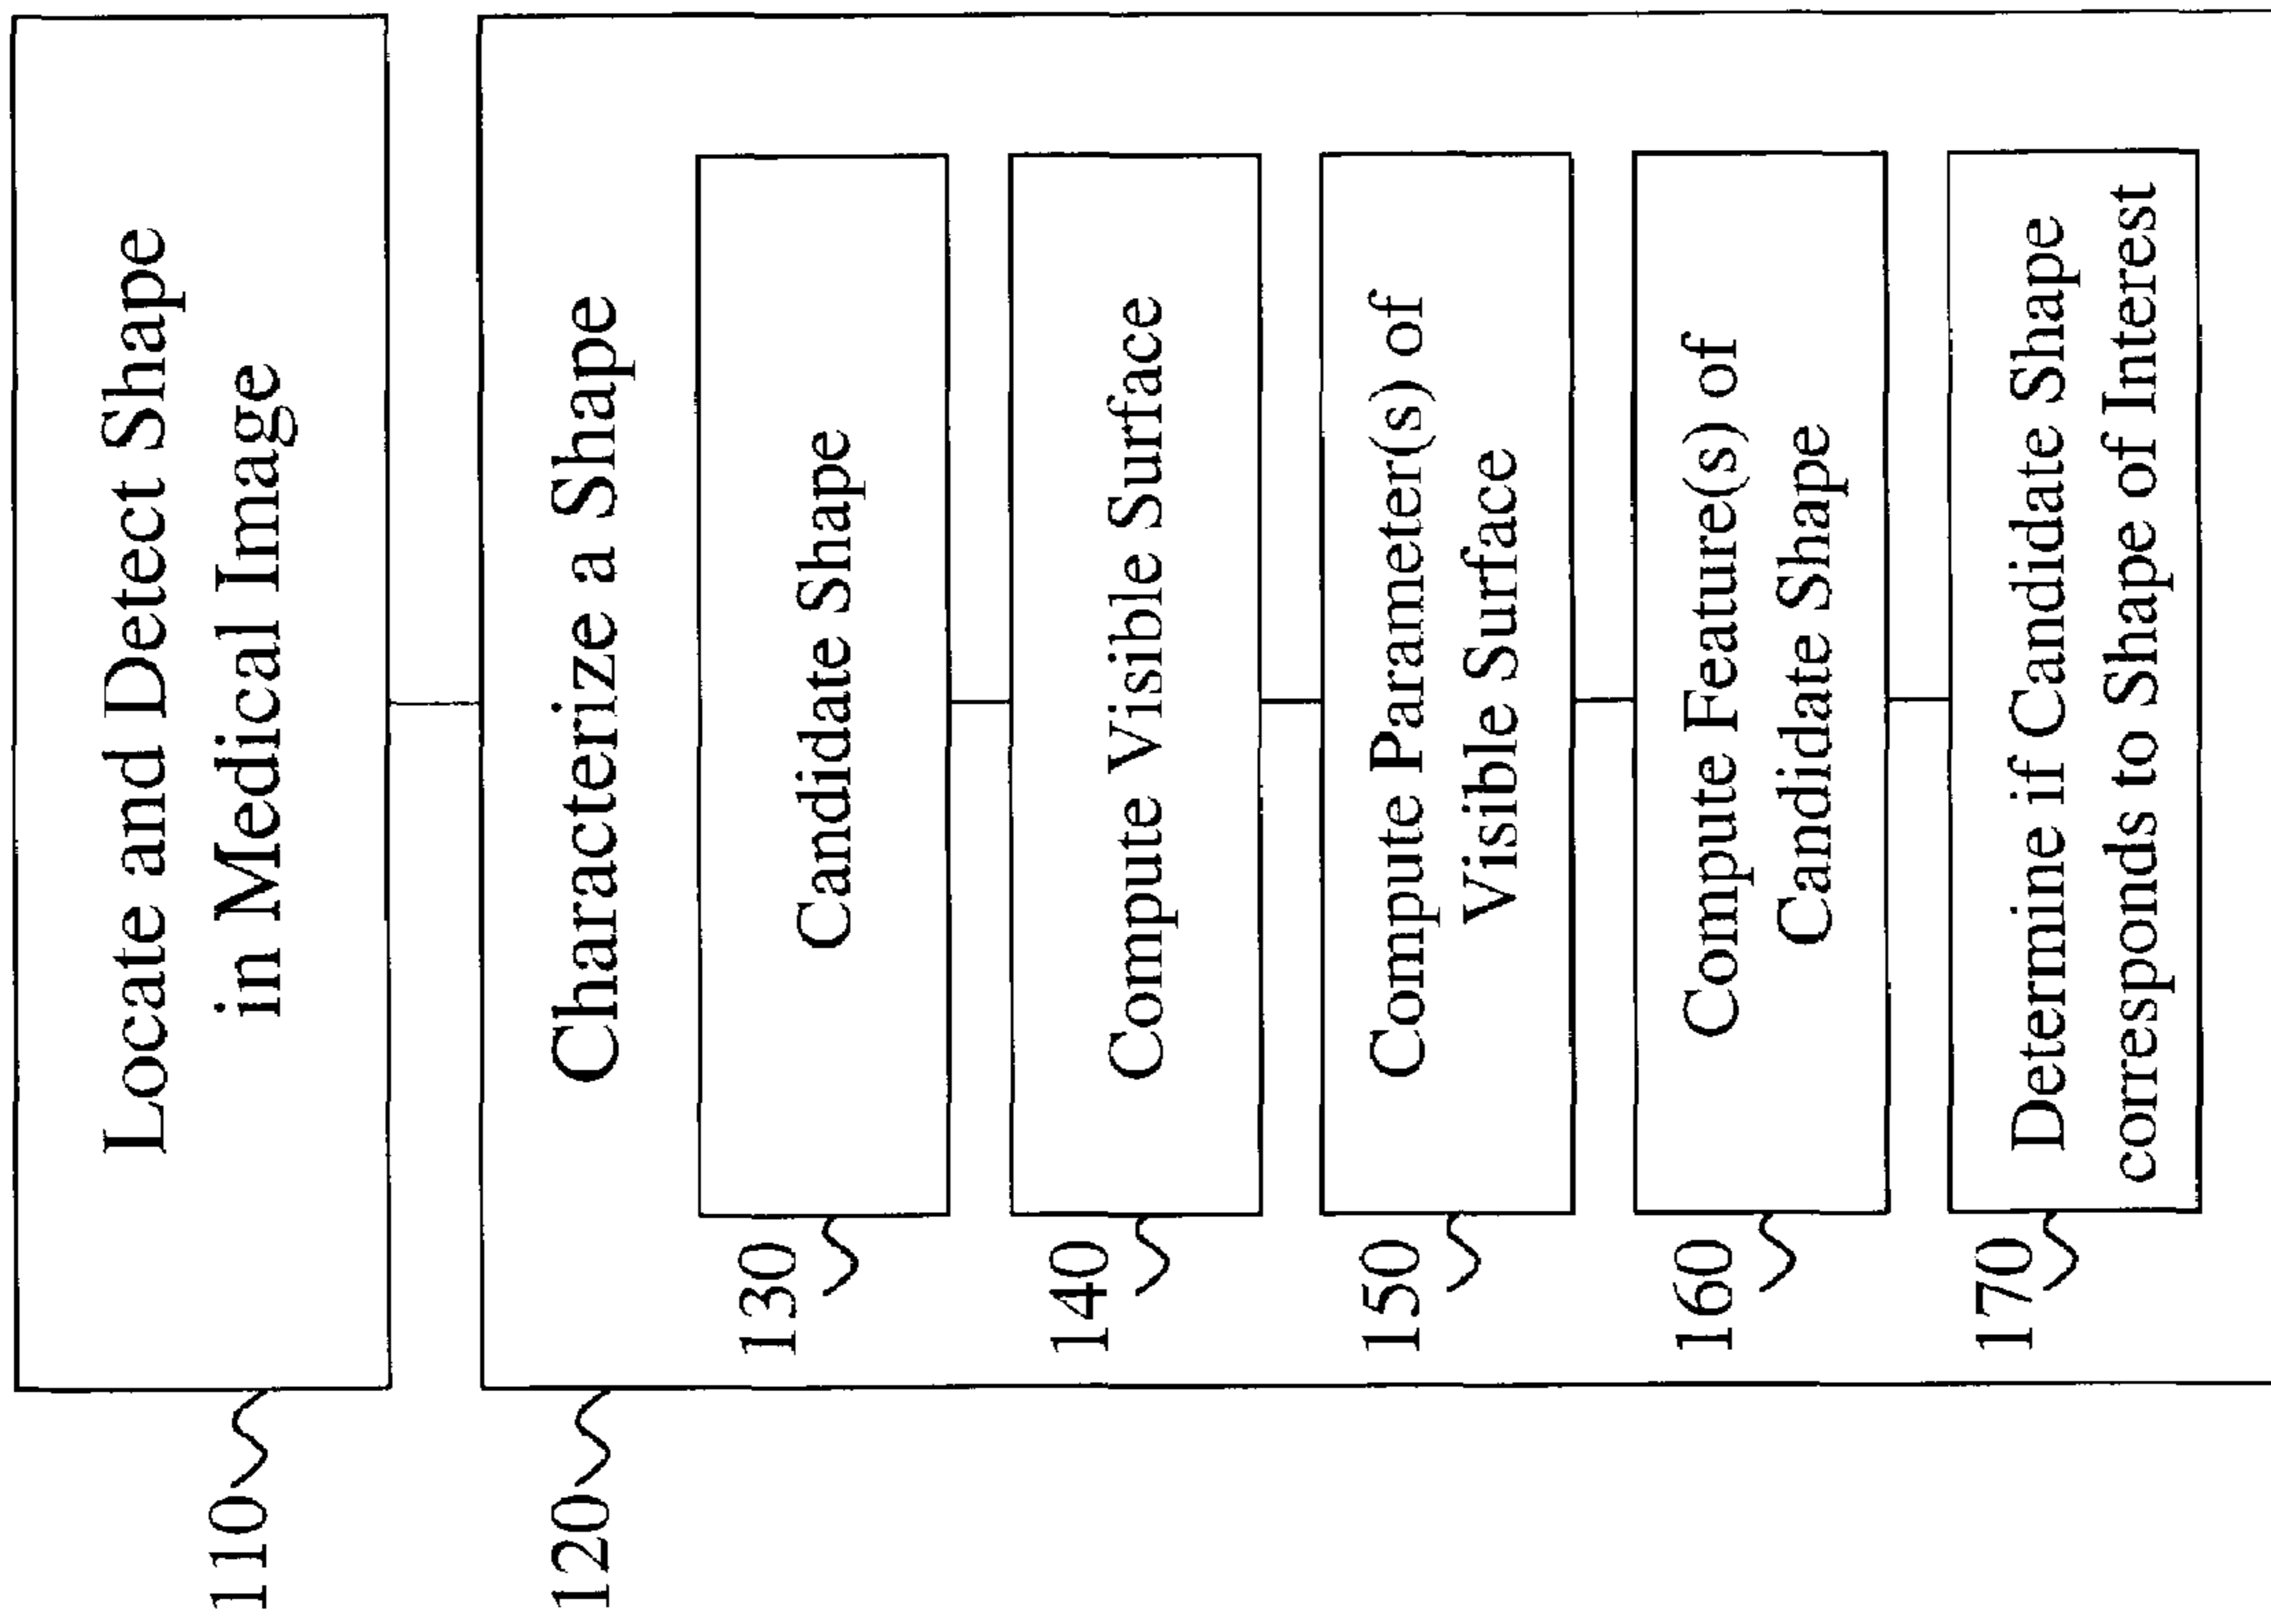 110
Locate and Detect Shape
in Medical Image
120
Characterize a Shape
130
Candidate Shape
140
Compute Visible Surface
150
Compute Parameter(s) of
Visible Surface
160
Compute Feature(s) of
Candidate Shape
170
Determine if Candidate Shape
corresponds to Shape of Interest